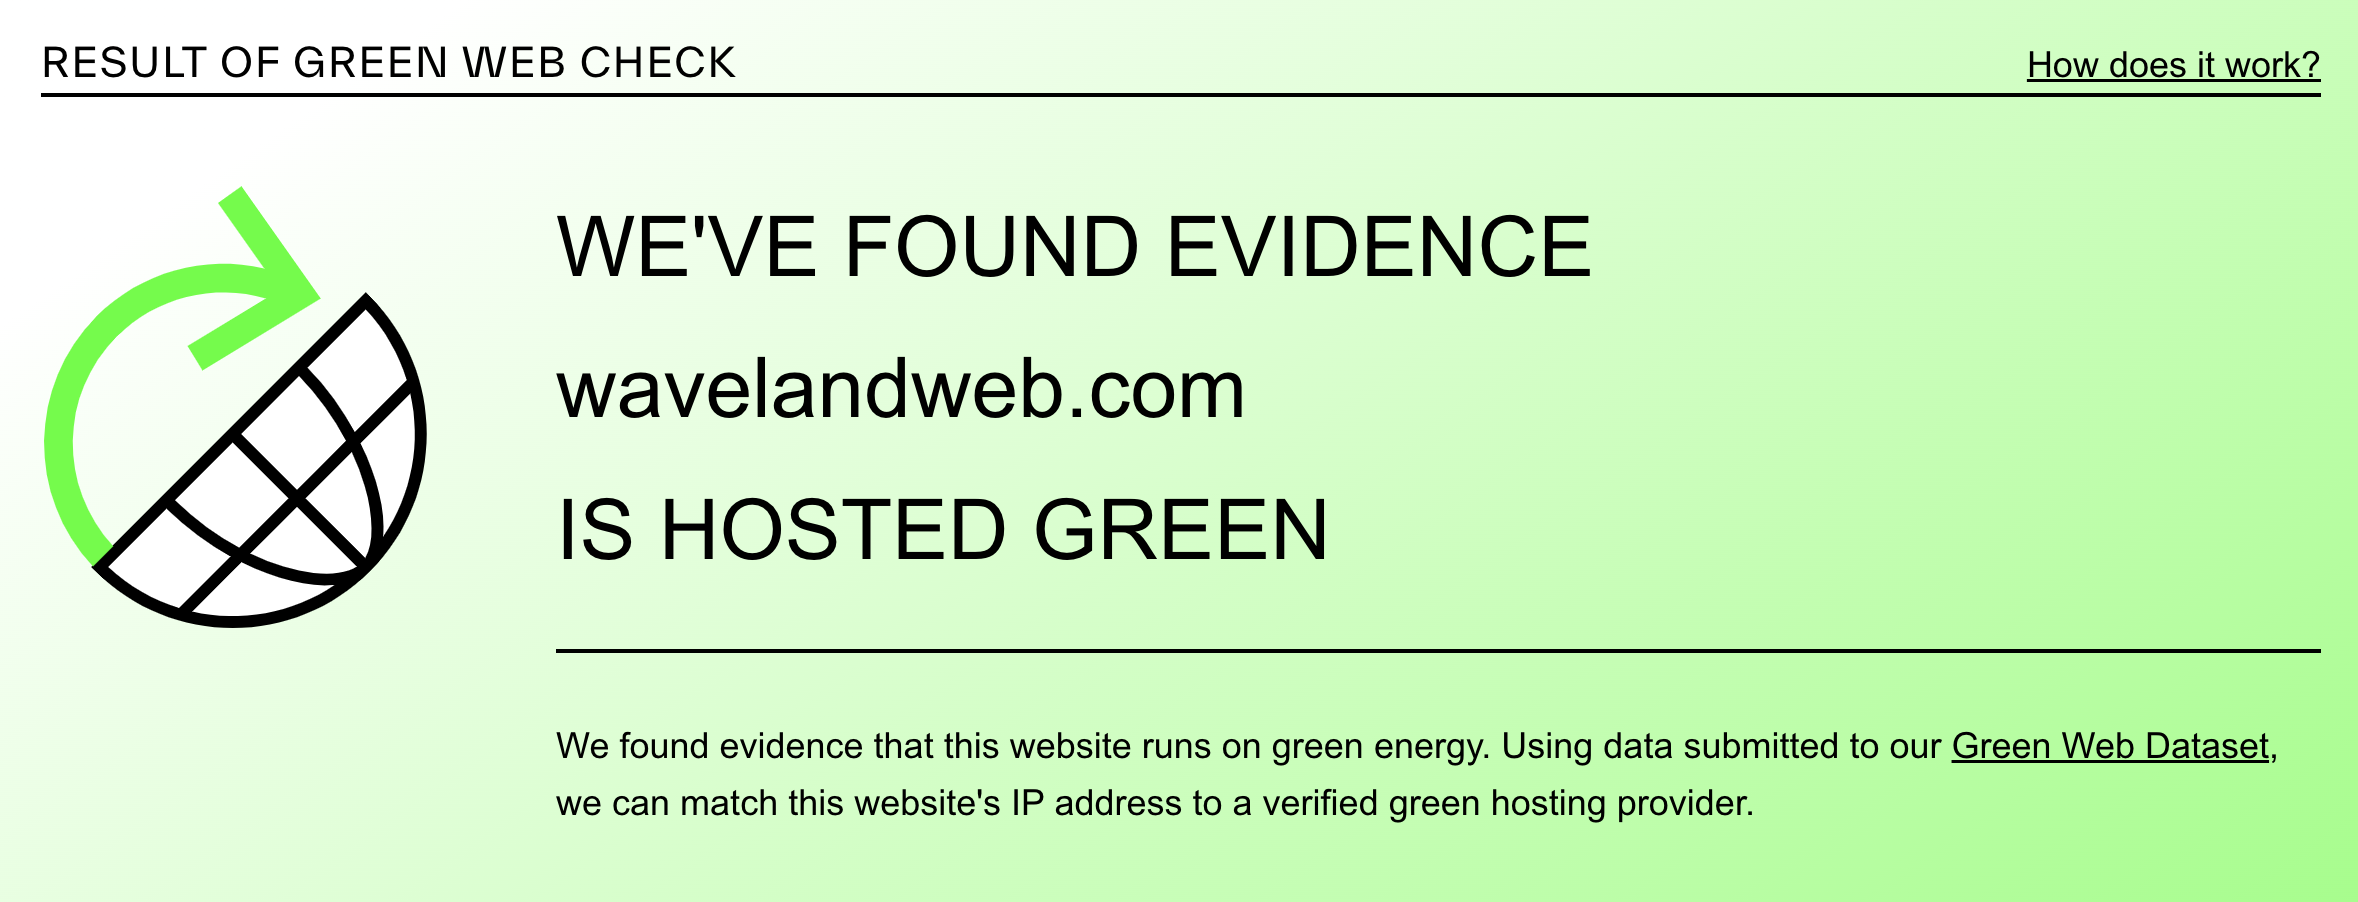 RESULT OF GREEN WEB CHECK
How does it work?
WE'VE FOUND EVIDENCE
wavelandweb.com
IS HOSTED GREEN
We found evidence that this website runs on green energy. Using data submitted to our Green Web Dataset,
we can match this website's IP address to a verified green hosting provider.